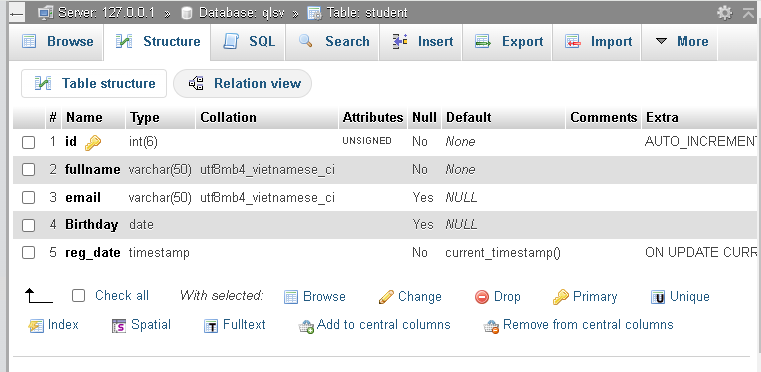 Server: 127.0.0.1 » Database: qlsv » Table: student
Browse Structure SQL Search Insert Export Import More
Table structure Relation view
# Name Type Collation Attributes Null Default Comments Extra
1 id int(6) UNSIGNED No None AUTO_INCREMENT
2 fullname varchar(50) utf8mb4_vietnamese_ci No None
3 email varchar(50) utf8mb4_vietnamese_ci Yes NULL
4 Birthday date Yes NULL
5 reg_date timestamp No current_timestamp() ON UPDATE CURR
Check all With selected: Browse Change Drop Primary Unique
Index Spatial Fulltext Add to central columns Remove from central columns